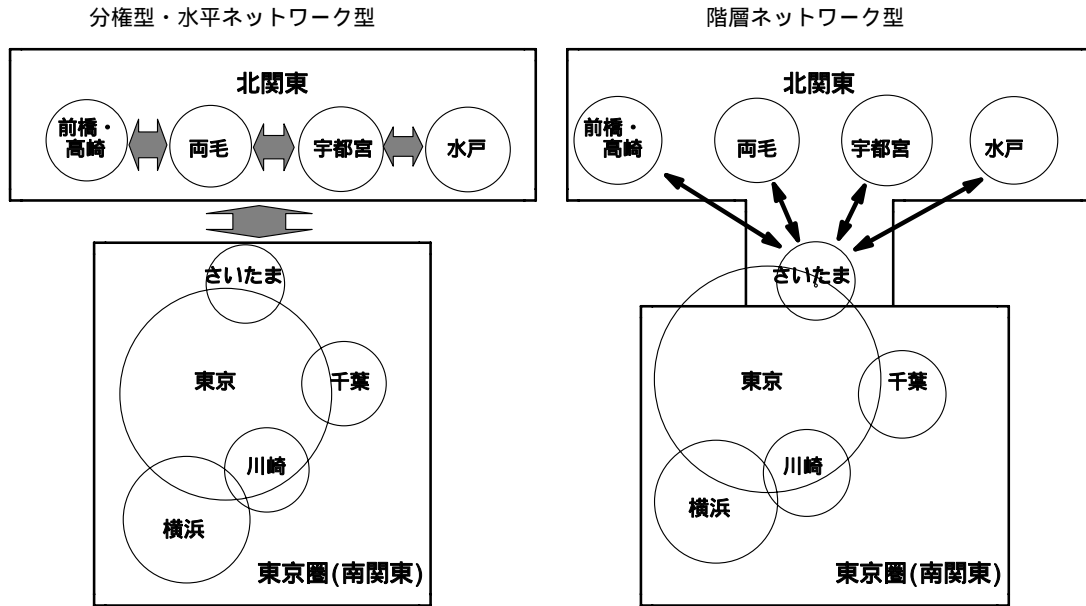 分権型・水平ネットワーク型
北関東
前橋・
高崎
両毛
宇都宮
水戸
さいたま
東京
千葉
川崎
横浜
東京圏(南関東)
階層ネットワーク型
北関東
前橋・
高崎
両毛
宇都宮
水戸
さいたま
東京
千葉
川崎
横浜
東京圏(南関東)